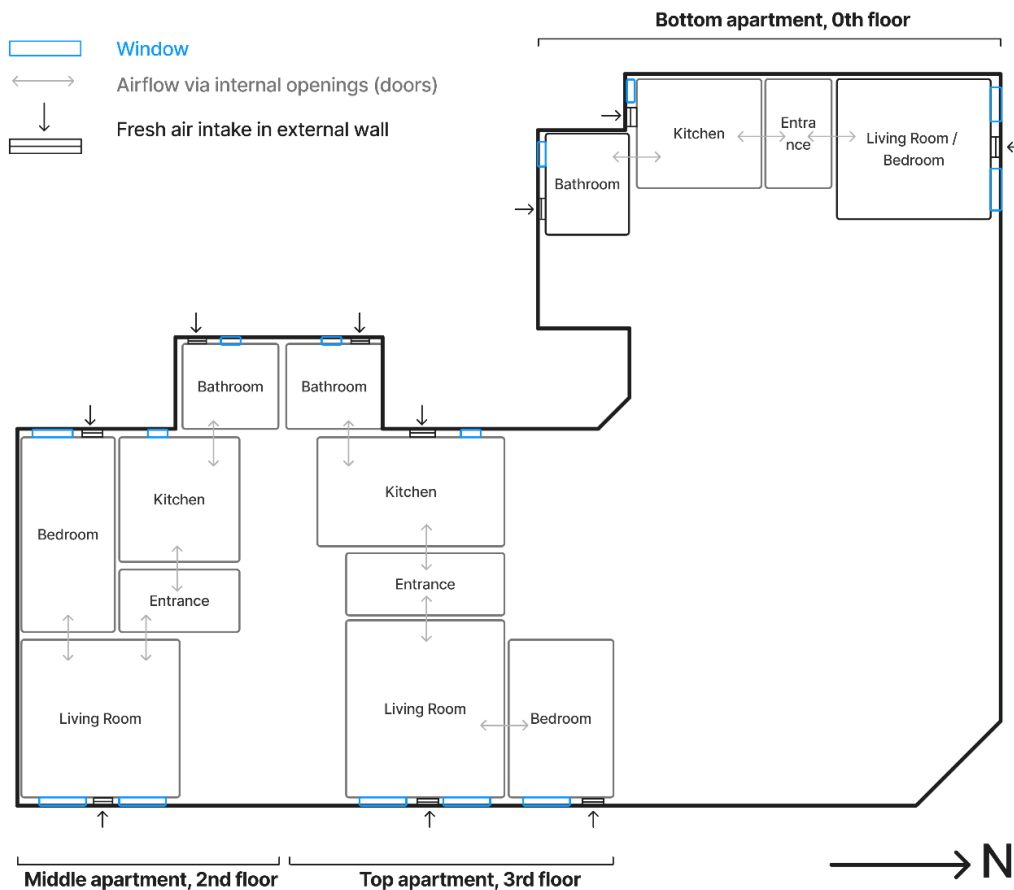 Bottom apartment, 0th floor
Window
Airflow via internal openings (doors)
Fresh air intake in external wall
Kitchen
Entra
nce
Living Room /
Bedroom
Bathroom
Bathroom
Bathroom
Kitchen
Kitchen
Bedroom
Entrance
Entrance
Living Room
Living Room
Bedroom
N
Middle apartment, 2nd floor
Top apartment, 3rd floor